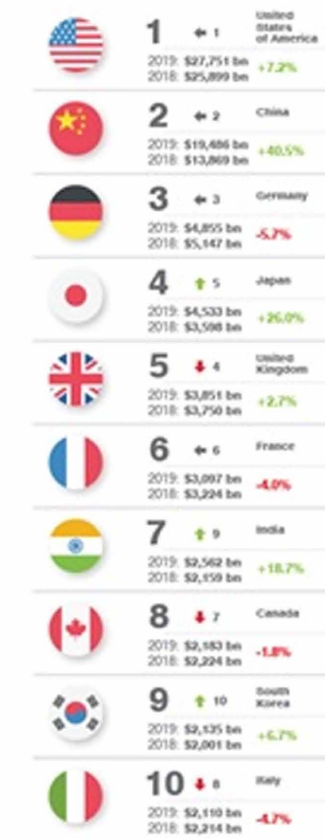 1
1
United
States
of America
2019: $27,751 bn
2018: $25,899 bn
+7.2%
2
2
China
2019: $19,486 bn
2018: $13,869 bn
+40.5%
3
3
Germany
2019: $4,855 bn
2018: $5,147 bn
-5.7%
4
5
Japan
2019: $4,533 bn
2018: $3,598 bn
+26.0%
5
4
United
Kingdom
2019: $3,851 bn
2018: $3,750 bn
+2.7%
6
6
France
2019: $3,097 bn
2018: $3,224 bn
-4.0%
7
9
India
2019: $2,562 bn
2018: $2,159 bn
+18.7%
8
7
Canada
2019: $2,183 bn
2018: $2,224 bn
-1.8%
9
10
South
Korea
2019: $2,135 bn
2018: $2,001 bn
+6.7%
10
8
Italy
2019: $2,110 bn
2018: $2,214 bn
-4.7%